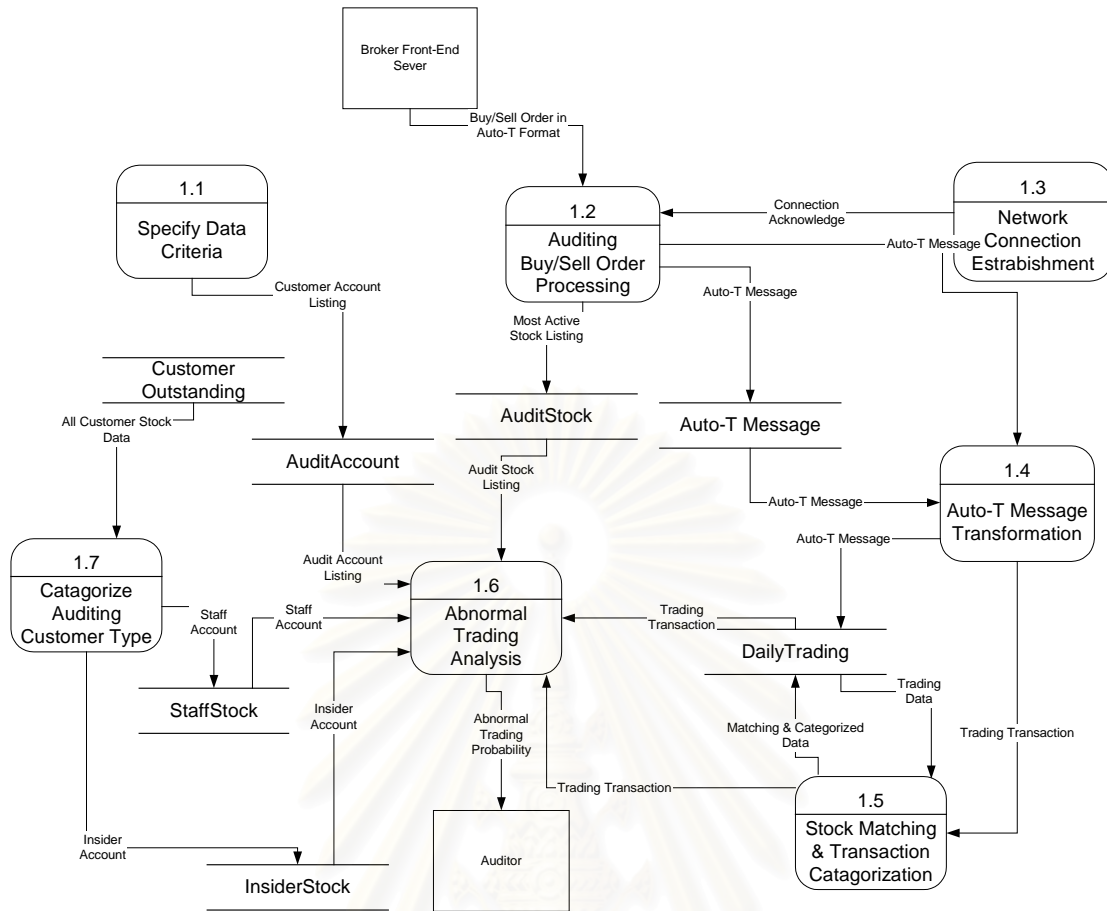 Broker Front-End
Sever
Buy/Sell Order in
Auto-T Format
1.1
Specify Data
Criteria
1.2
Auditing
Buy/Sell Order
Processing
Connection
Acknowledge
1.3
Network
Connection
Estrabishment
Auto-T Message
Auto-T Message
Customer Account
Listing
Most Active
Stock Listing
Customer
Outstanding
All Customer Stock
Data
AuditAccount
AuditStock
Auto-T Message
Audit Stock
Listing
Auto-T Message
1.4
Auto-T Message
Transformation
Auto-T Message
Audit Account
Listing
1.7
Catagorize
Auditing
Customer Type
Staff
Account
Staff
Account
1.6
Abnormal
Trading
Analysis
Trading
Transaction
DailyTrading
StaffStock
Insider
Account
Abnormal
Trading
Probability
Matching & Categorized
Data
Trading
Data
Trading Transaction
Trading Transaction
1.5
Stock Matching
& Transaction
Catagorization
Insider
Account
InsiderStock
Auditor